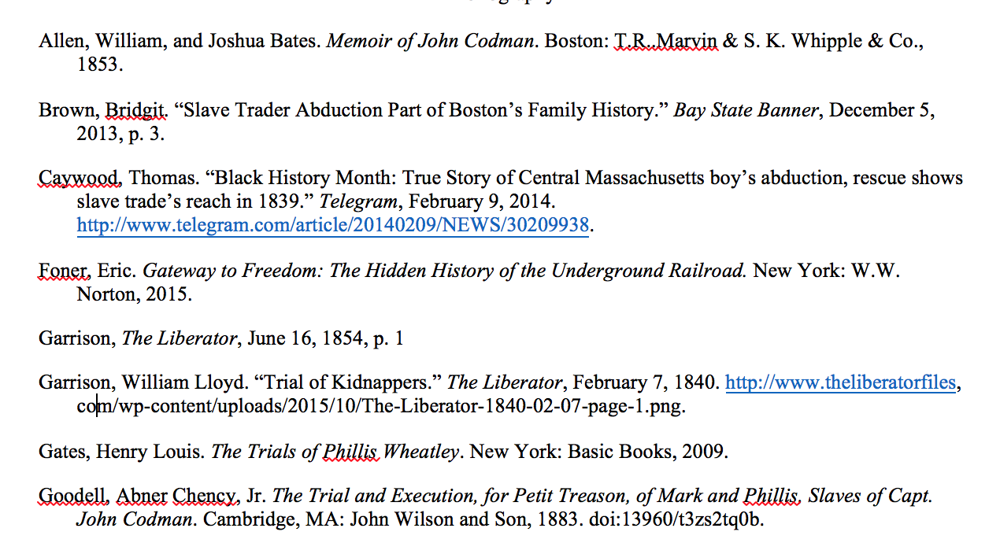 Allen, William, and Joshua Bates. Memoir of John Codman. Boston: T.R..Marvin & S. K. Whipple & Co.,
1853.
Brown, Bridgit. “Slave Trader Abduction Part of Boston’s Family History.” Bay State Banner, December 5,
2013, p. 3.
Caywood, Thomas. “Black History Month: True Story of Central Massachusetts boy’s abduction, rescue shows
slave trade’s reach in 1839.” Telegram, February 9, 2014.
http://www.telegram.com/article/20140209/NEWS/30209938.
Foner, Eric. Gateway to Freedom: The Hidden History of the Underground Railroad. New York: W.W.
Norton, 2015.
Garrison, The Liberator, June 16, 1854, p. 1
Garrison, William Lloyd. “Trial of Kidnappers.” The Liberator, February 7, 1840. http://www.theliberatorfiles,
com/wp-content/uploads/2015/10/The-Liberator-1840-02-07-page-1.png.
Gates, Henry Louis. The Trials of Phillis Wheatley. New York: Basic Books, 2009.
Goodell, Abner Chency, Jr. The Trial and Execution, for Petit Treason, of Mark and Phillis, Slaves of Capt.
John Codman. Cambridge, MA: John Wilson and Son, 1883. doi:13960/t3zs2tq0b.